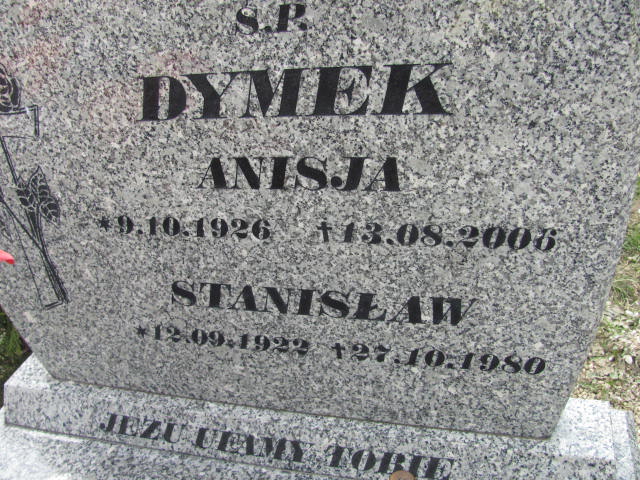 Ś.P.
DYMEK
ANISJA
*9.10.1926 †13.08.2006
STANISŁAW
*12.09.1922 †27.10.1980
JEZU UFAMY TOBIE